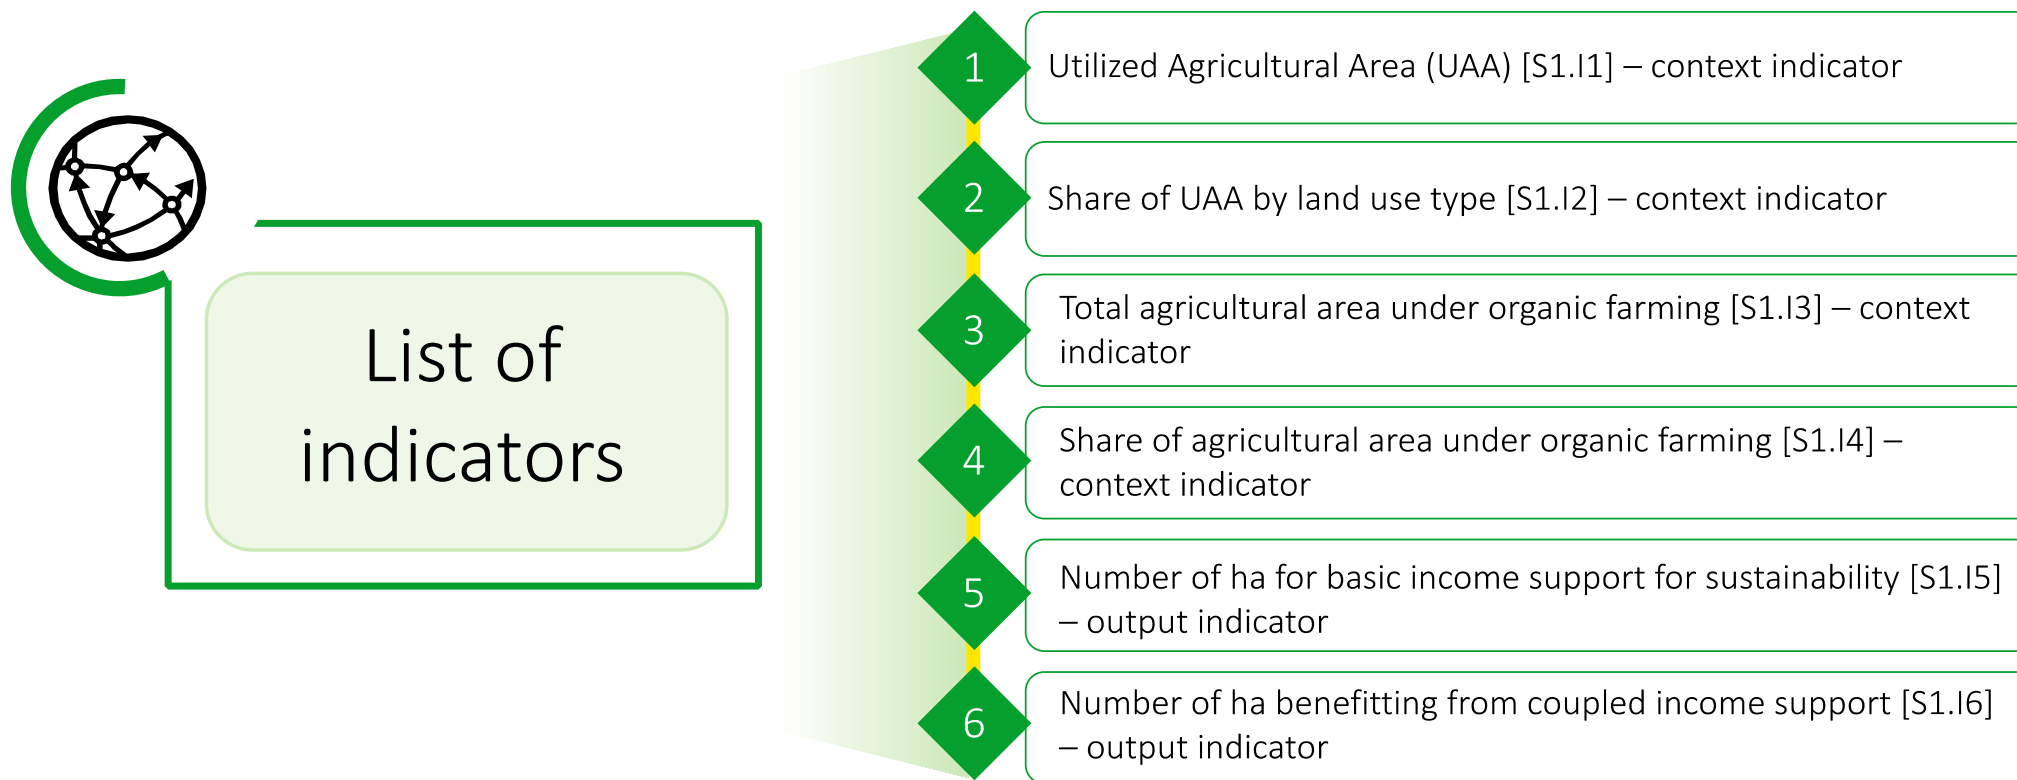 List of
indicators
1
Utilized Agricultural Area (UAA) [S1.I1] – context indicator
2
Share of UAA by land use type [S1.I2] – context indicator
3
Total agricultural area under organic farming [S1.I3] – context
indicator
4
Share of agricultural area under organic farming [S1.I4] –
context indicator
5
Number of ha for basic income support for sustainability [S1.I5]
– output indicator
6
Number of ha benefitting from coupled income support [S1.I6]
– output indicator